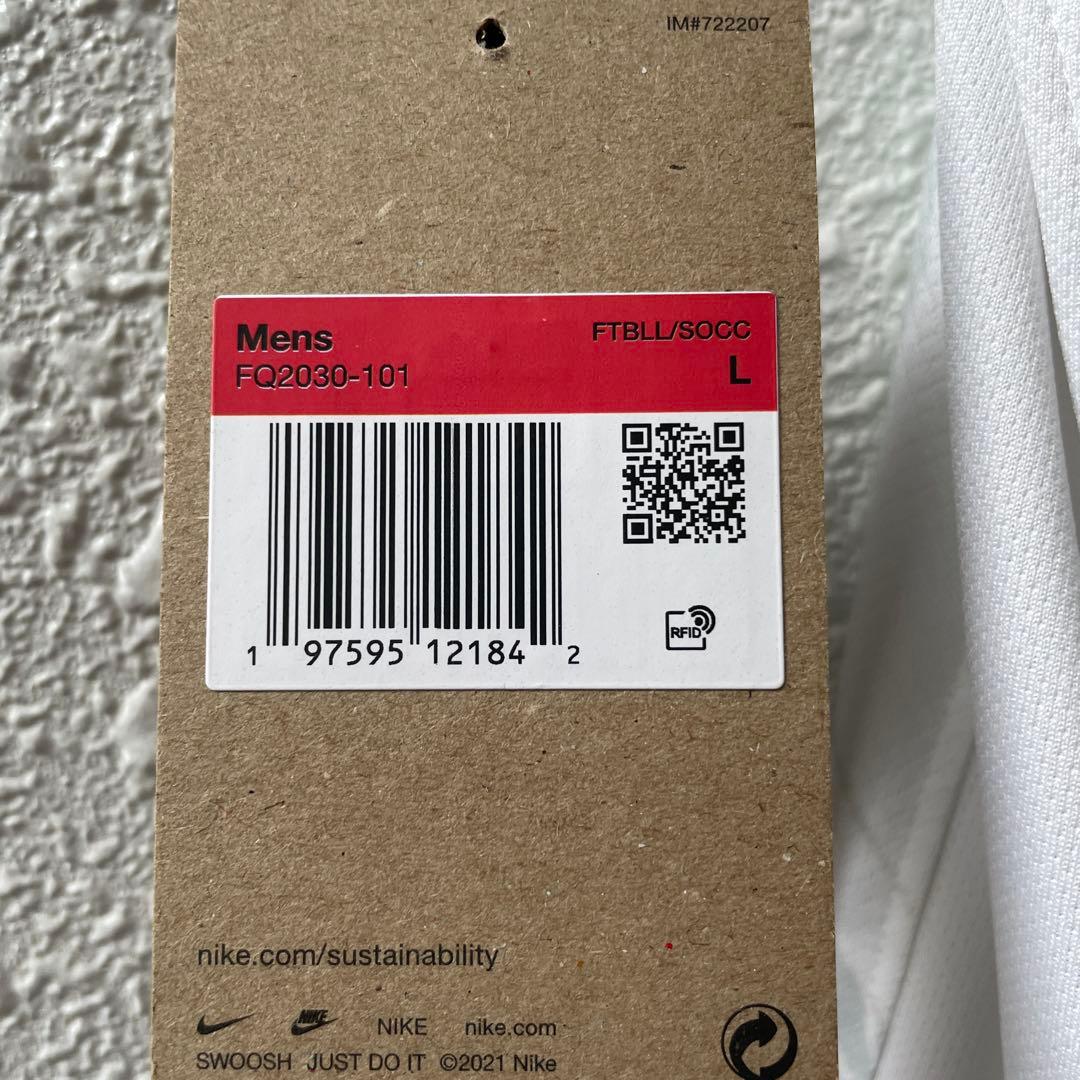 IM#722207
Mens
FTBLL/SOCC
FQ2030-101
L
1 97595 12184 2
RFID
nike.com/sustainability
NIKE NIKE nike.com
SWOOSH JUST DO IT ©2021 Nike